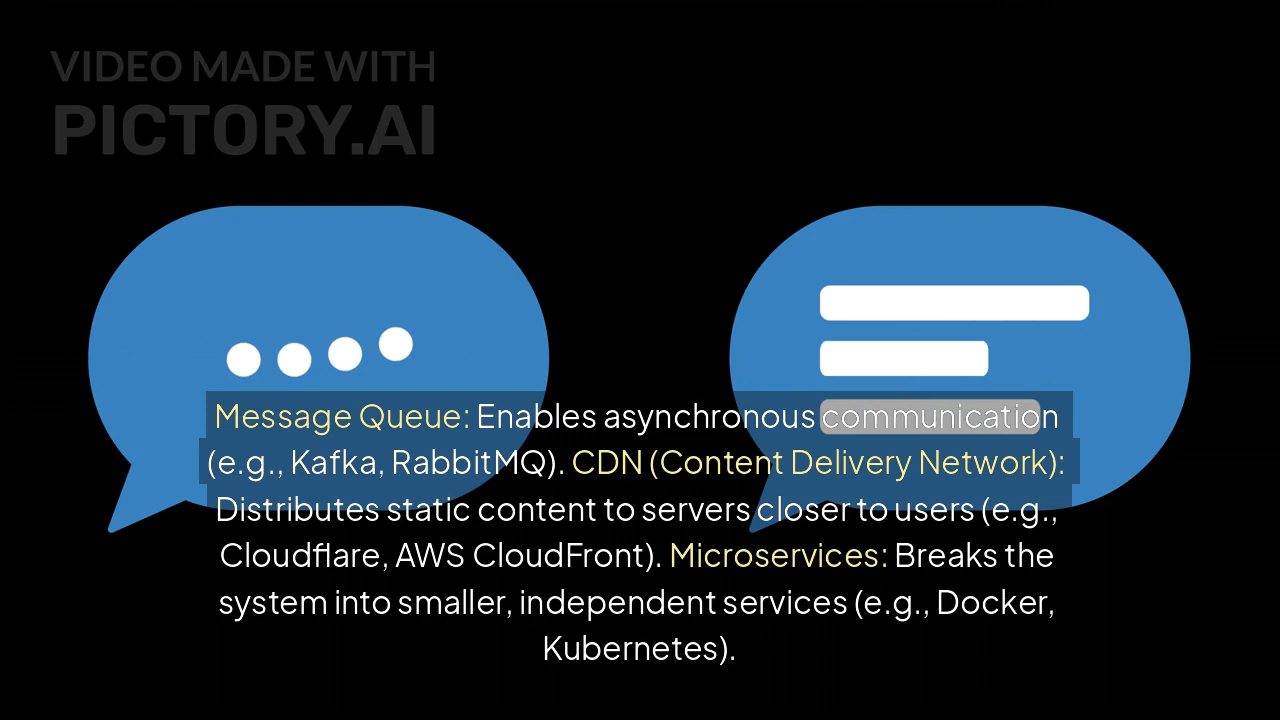 VIDEO MADE WITH
PICTORY.AI
Message Queue: Enables asynchronous communication
(e.g., Kafka, RabbitMQ). CDN (Content Delivery Network):
Distributes static content to servers closer to users (e.g.,
Cloudflare, AWS CloudFront). Microservices: Breaks the
system into smaller, independent services (e.g., Docker,
Kubernetes).